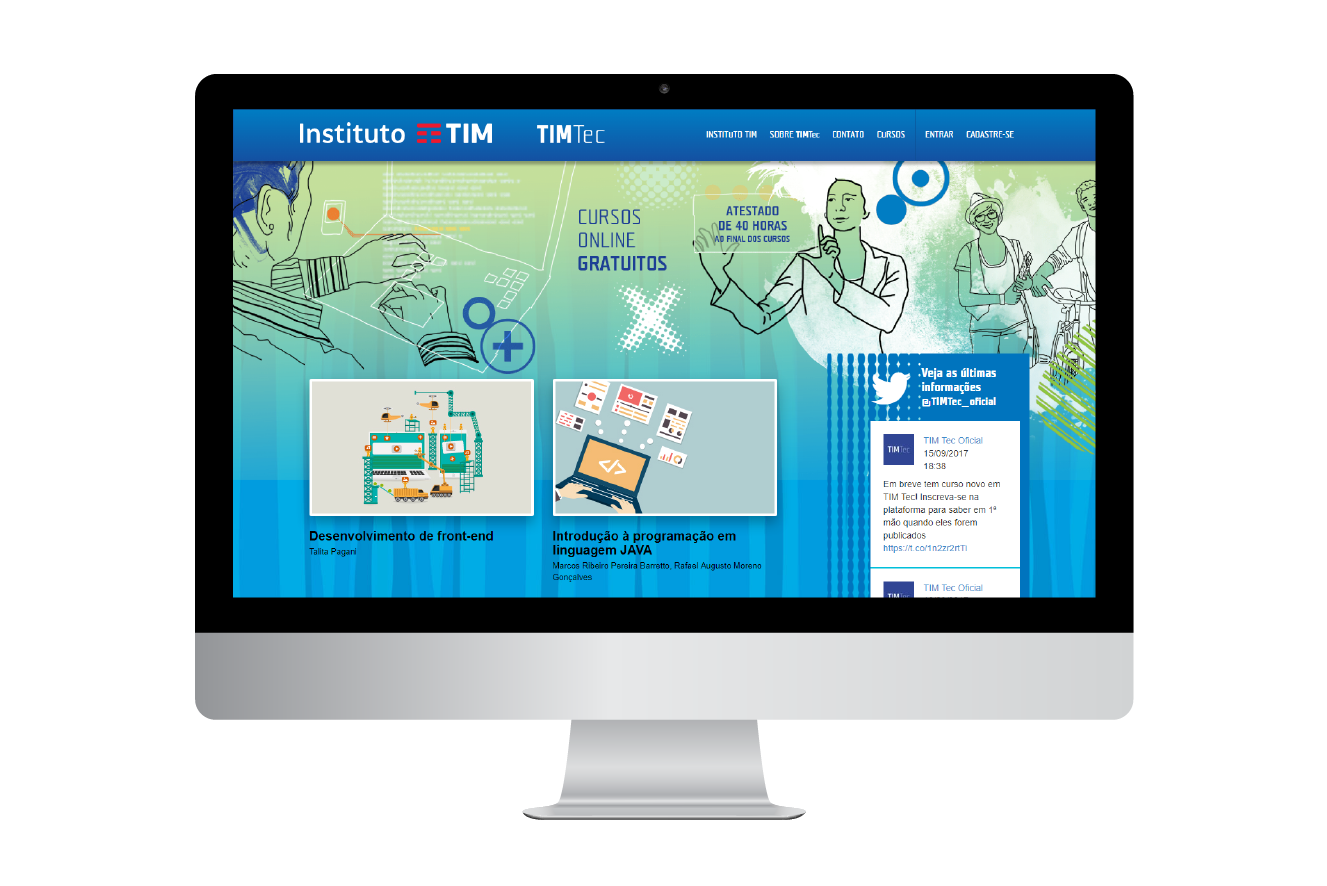 Instituto TIM
TIMTec
INSTITUTO TIM SOBRE TIMTec CONTATO CURSOS ENTRAR CADASTRE-SE
CURSOS
ONLINE
GRATUITOS
ATESTADO
DE 40 HORAS
AO FINAL DOS CURSOS
Desenvolvimento de front-end
Talita Pagani
Introdução à programação em
linguagem JAVA
Marcos Ribeiro Pereira Barretto, Rafael Augusto Moreno
Gonçalves
Veja as últimas
informações
@TIMTec_oficial
TIMTec
TIM Tec Oficial
15/09/2017
18:38
Em breve tem curso novo em
TIM Tec! Inscreva-se na
plataforma para saber em 1ª
mão quando eles forem
publicados
https://t.co/1n2zr2rtTi
TIMTec
TIM Tec Oficial